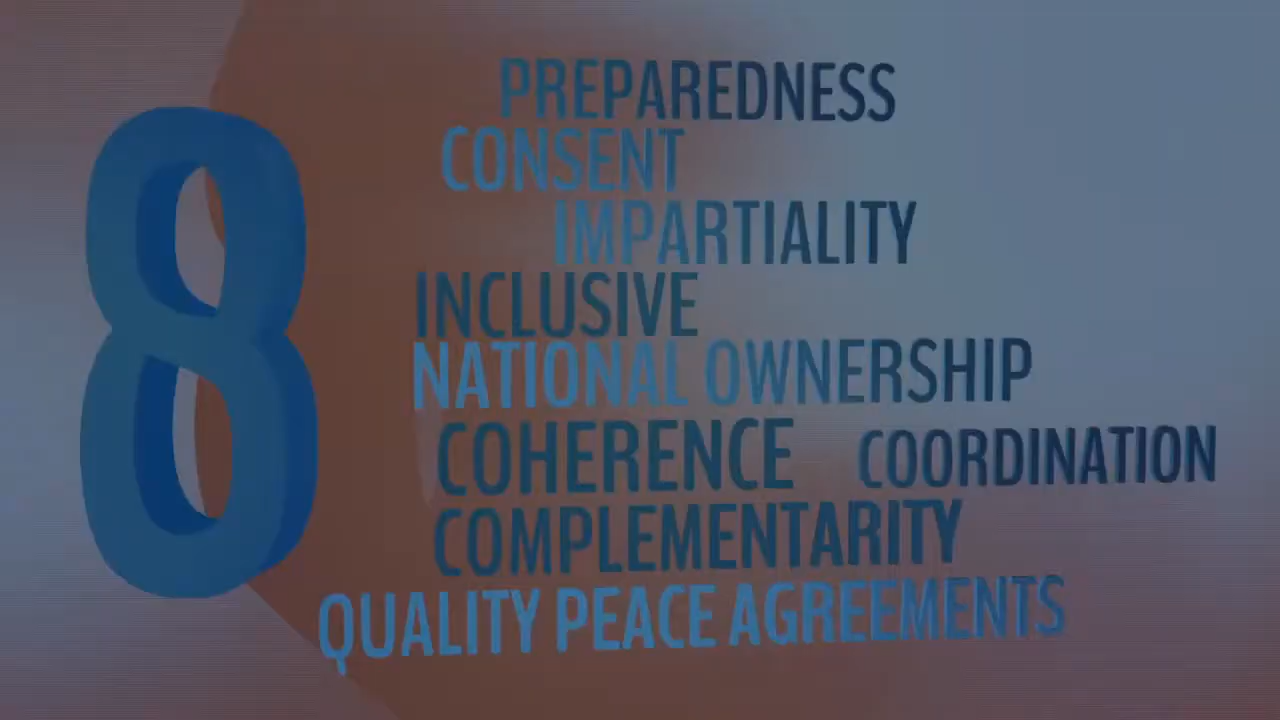 8
PREPAREDNESS
CONSENT
IMPARTIALITY
INCLUSIVE
NATIONAL OWNERSHIP
COHERENCE COORDINATION
COMPLEMENTARITY
QUALITY PEACE AGREEMENTS